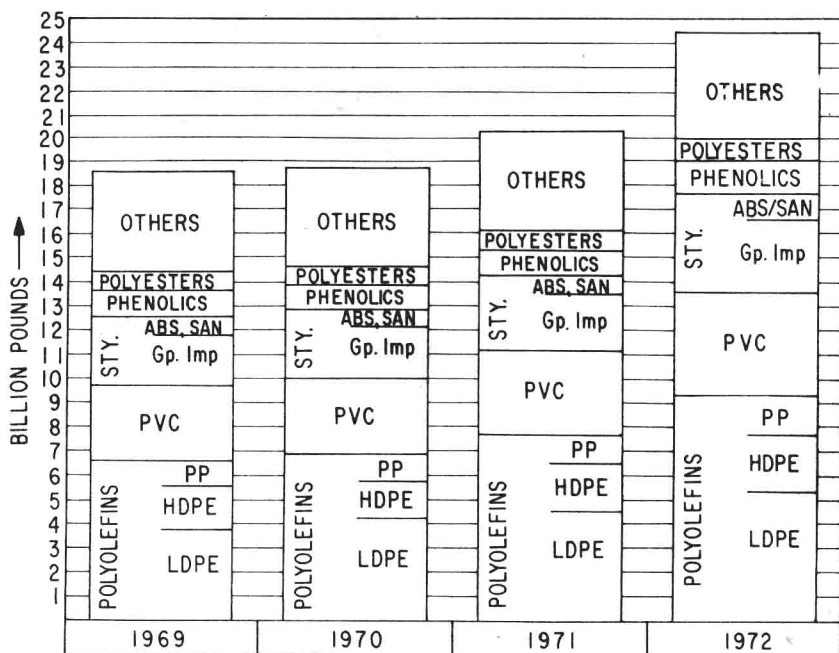 BILLION POUNDS
25
24
23
22
21
20
19
18
17
16
15
14
13
12
11
10
9
8
7
6
5
4
3
2
1
OTHERS
POLYESTERS
PHENOLICS
STY.
ABS, SAN
Gp. Imp
PVC
POLYOLEFINS
PP
HDPE
LDPE
1969
OTHERS
POLYESTERS
PHENOLICS
STY.
ABS, SAN
Gp. Imp
PVC
POLYOLEFINS
PP
HDPE
LDPE
1970
OTHERS
POLYESTERS
PHENOLICS
STY.
ABS, SAN
Gp. Imp
PVC
POLYOLEFINS
PP
HDPE
LDPE
1971
OTHERS
POLYESTERS
PHENOLICS
STY.
ABS/SAN
Gp. Imp
PVC
POLYOLEFINS
PP
HDPE
LDPE
1972